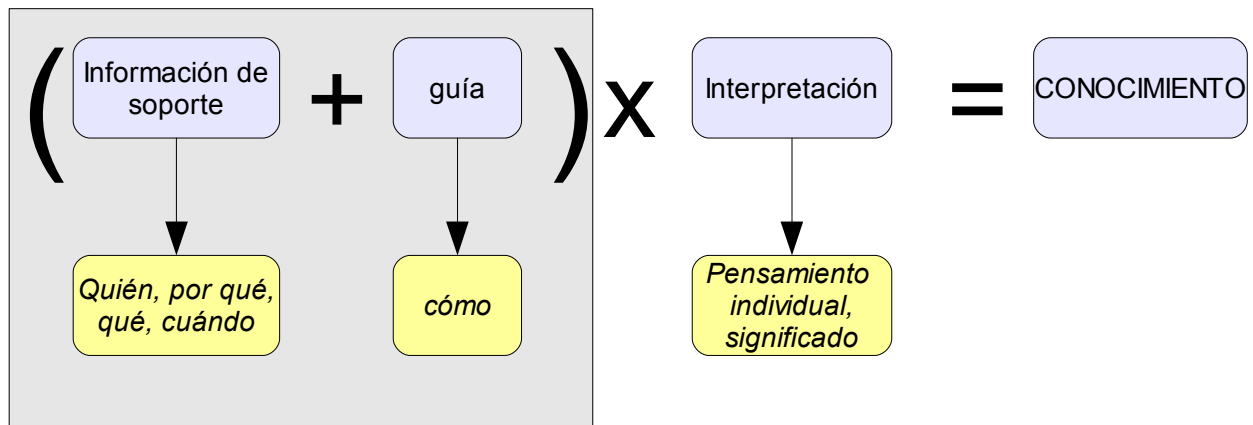 ( Información de soporte + guía ) x Interpretación = CONOCIMIENTO
Quién, por qué,
qué, cuándo
cómo
Pensamiento
individual,
significado